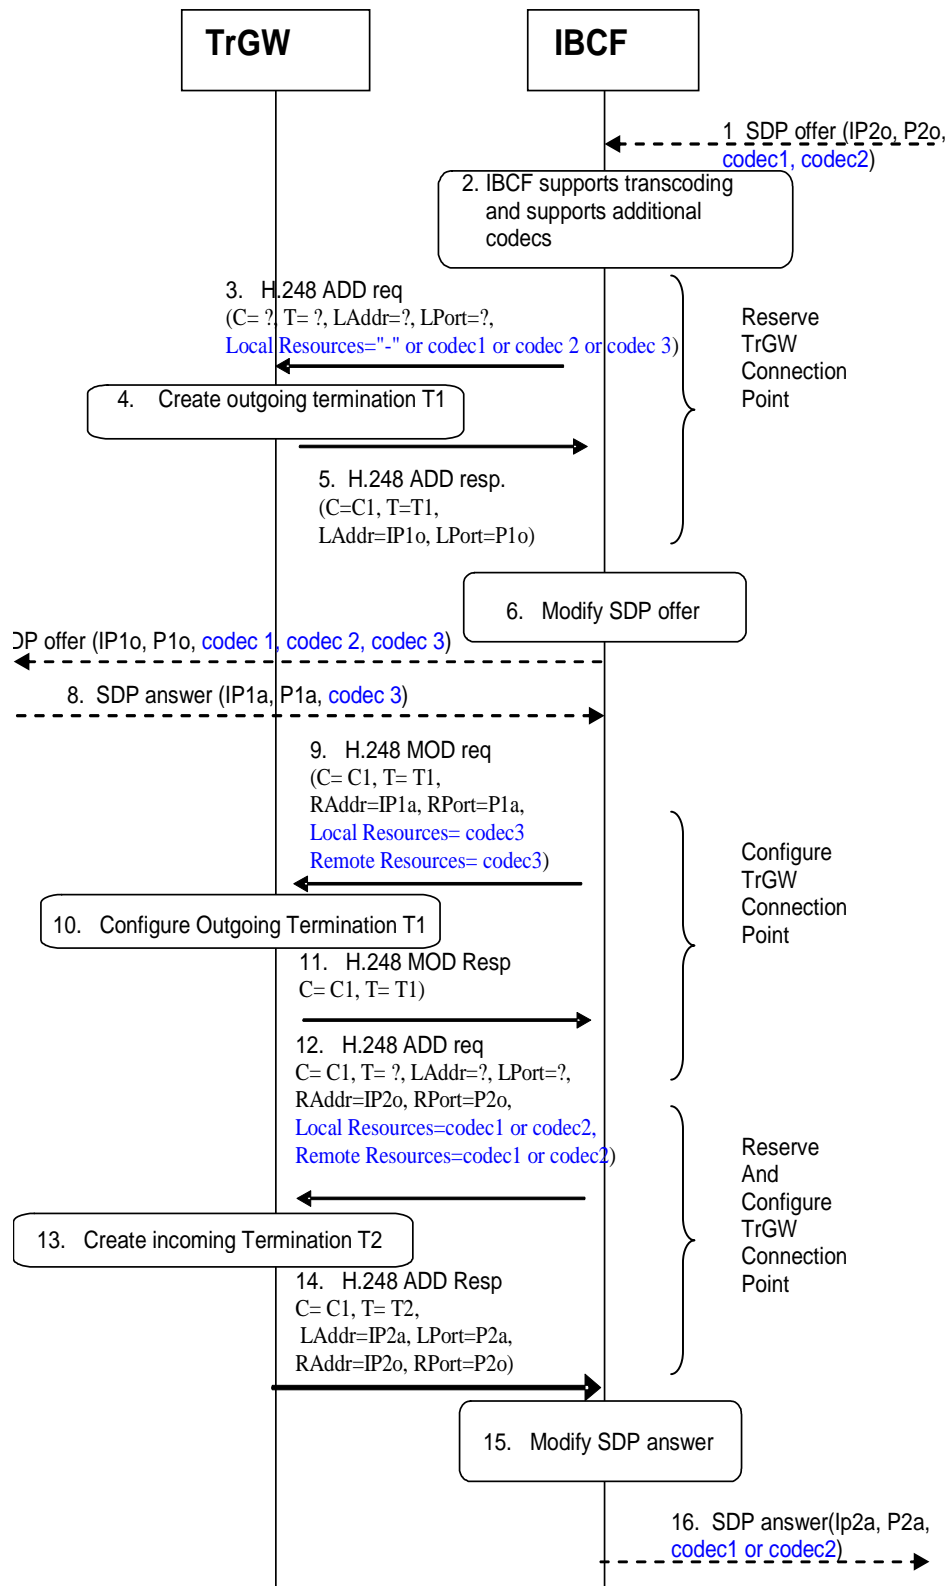 TrGW
IBCF
1 SDP offer (IP2o, P2o,
codec1, codec2)
2. IBCF supports transcoding
and supports additional
codecs
3. H.248 ADD req
(C= ?, T= ?, LAddr=?, LPort=?,
Local Resources="-" or codec1 or codec 2 or codec 3)
Reserve
TrGW
Connection
Point
4. Create outgoing termination T1
5. H.248 ADD resp.
(C=C1, T=T1,
LAddr=IP1o, LPort=P1o)
6. Modify SDP offer
DP offer (IP1o, P1o, codec 1, codec 2, codec 3)
8. SDP answer (IP1a, P1a, codec 3)
9. H.248 MOD req
(C= C1, T= T1,
RAddr=IP1a, RPort=P1a,
Local Resources= codec3
Remote Resources= codec3)
Configure
TrGW
Connection
Point
10. Configure Outgoing Termination T1
11. H.248 MOD Resp
C= C1, T= T1)
12. H.248 ADD req
C= C1, T= ?, LAddr=?, LPort=?,
RAddr=IP2o, RPort=P2o,
Local Resources=codec1 or codec2,
Remote Resources=codec1 or codec2)
Reserve
And
Configure
TrGW
Connection
Point
13. Create incoming Termination T2
14. H.248 ADD Resp
C= C1, T= T2,
LAddr=IP2a, LPort=P2a,
RAddr=IP2o, RPort=P2o)
15. Modify SDP answer
16. SDP answer(Ip2a, P2a,
codec1 or codec2)